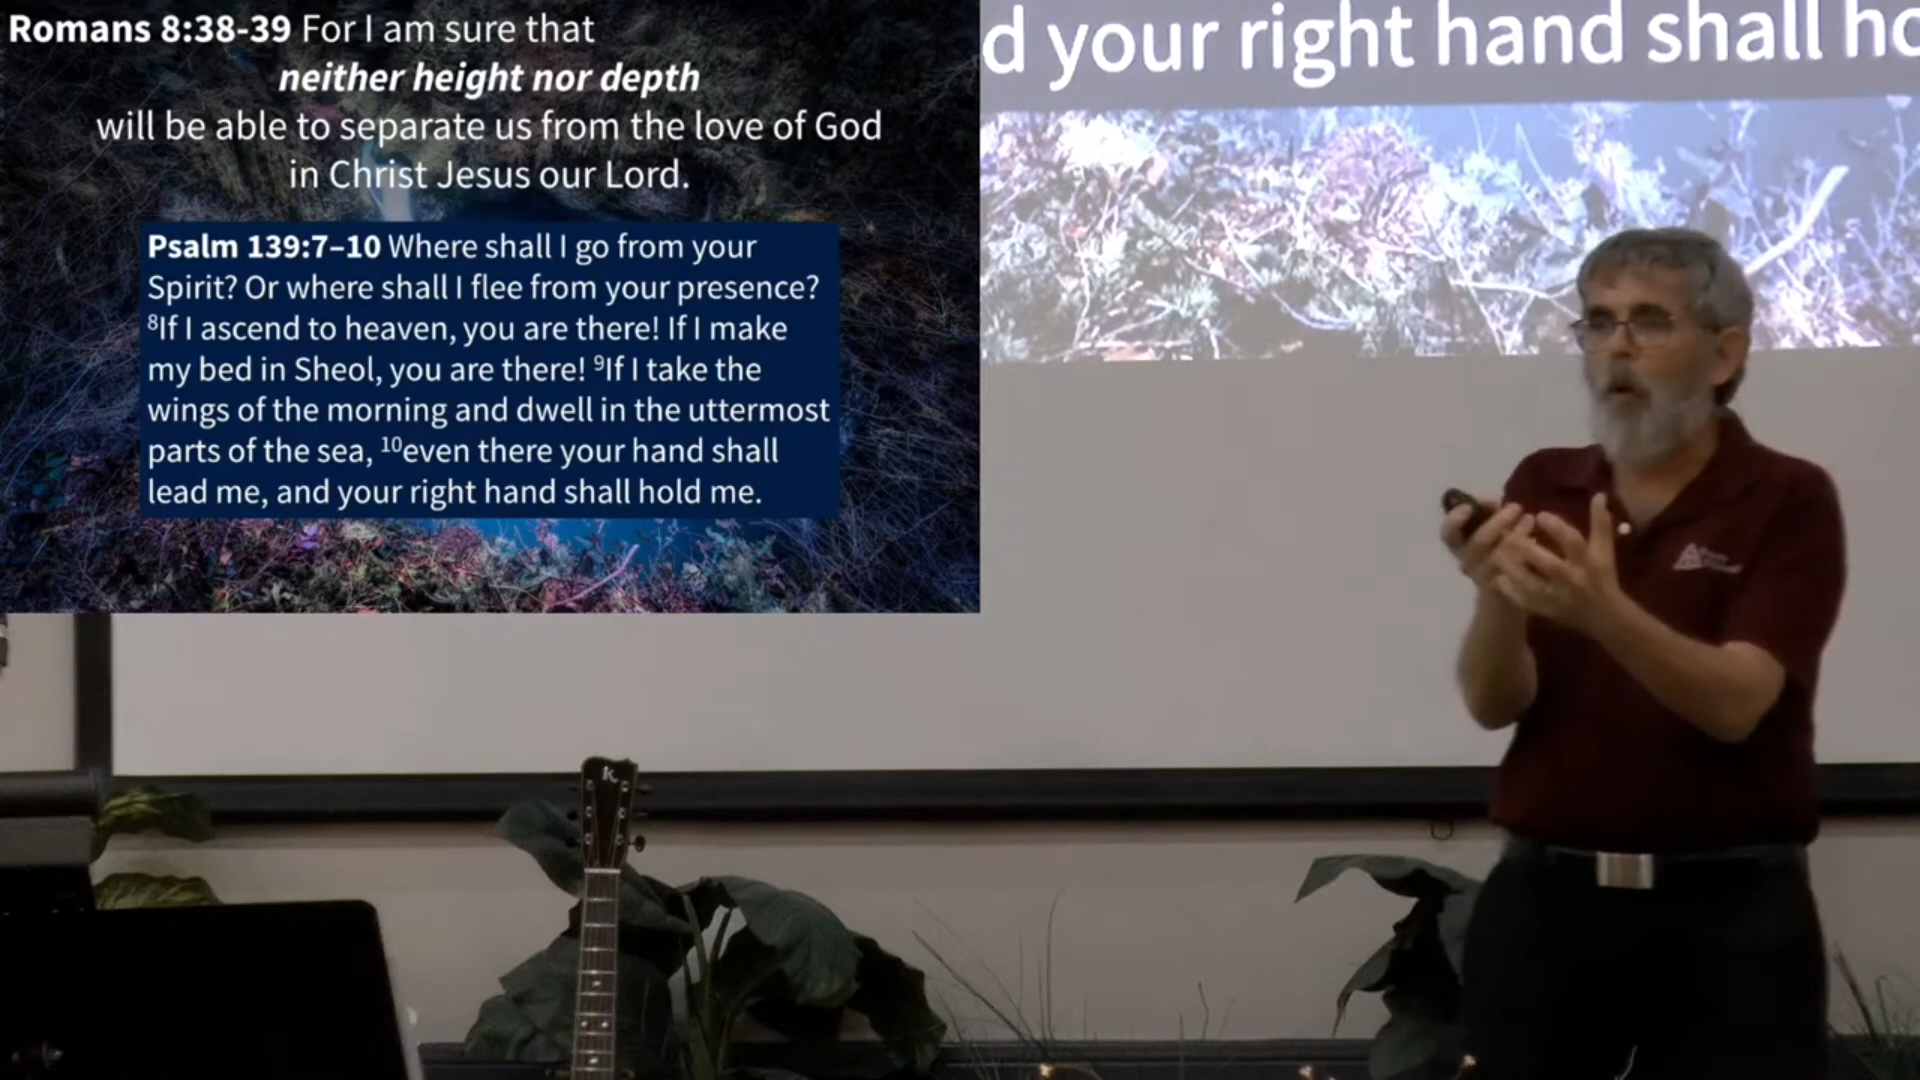 Romans 8:38-39 For I am sure that
neither height nor depth
will be able to separate us from the love of God
in Christ Jesus our Lord.
Psalm 139:7–10 Where shall I go from your
Spirit? Or where shall I flee from your presence?
⁸If I ascend to heaven, you are there! If I make
my bed in Sheol, you are there! ⁹If I take the
wings of the morning and dwell in the uttermost
parts of the sea, ¹⁰even there your hand shall
lead me, and your right hand shall hold me.
d your right hand shall ho
k